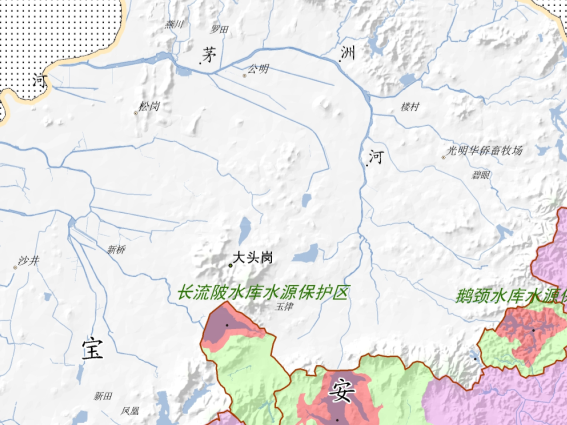 燕川
罗田
茅
洲
河
公明
松岗
楼村
河
光明华侨畜牧场
碧眼
新桥
沙井
大头岗
长流陂水库水源保护区
鹅颈水库水源保
玉律
宝
安
新田
凤凰